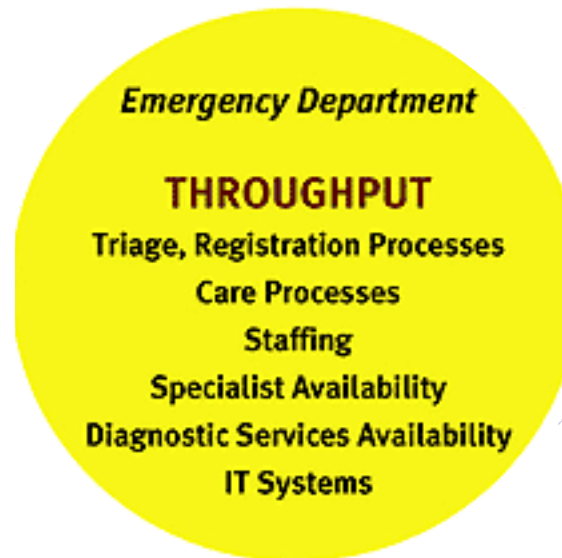 Emergency Department
THROUGHPUT
Triage, Registration Processes
Care Processes
Staffing
Specialist Availability
Diagnostic Services Availability
IT Systems